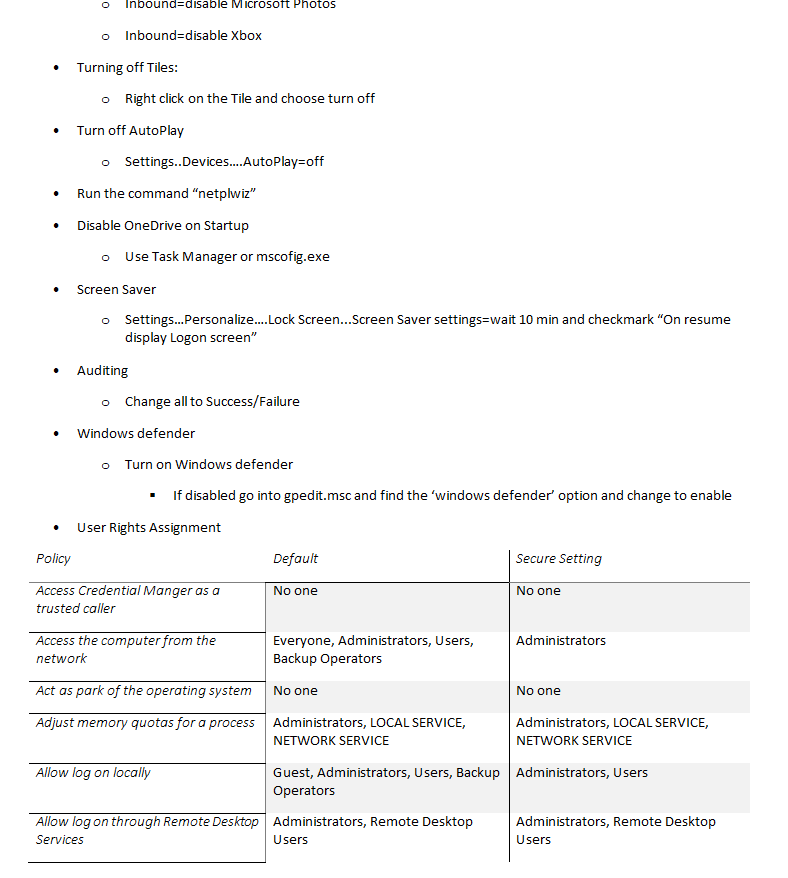 o Inbound=disable Microsoft Photos
o Inbound=disable Xbox
• Turning off Tiles:
o Right click on the Tile and choose turn off
• Turn off AutoPlay
o Settings..Devices....AutoPlay=off
• Run the command “netplwiz”
• Disable OneDrive on Startup
o Use Task Manager or mscofig.exe
• Screen Saver
o Settings...Personalize....Lock Screen...Screen Saver settings=wait 10 min and checkmark “On resume
display Logon screen”
• Auditing
o Change all to Success/Failure
• Windows defender
o Turn on Windows defender
▪ If disabled go into gpedit.msc and find the ‘windows defender’ option and change to enable
• User Rights Assignment
Policy Default Secure Setting
Access Credential Manger as a No one No one
trusted caller
Access the computer from the Everyone, Administrators, Users, Administrators
network Backup Operators
Act as park of the operating system No one No one
Adjust memory quotas for a process Administrators, LOCAL SERVICE, Administrators, LOCAL SERVICE,
NETWORK SERVICE NETWORK SERVICE
Allow log on locally Guest, Administrators, Users, Backup Administrators, Users
Operators
Allow log on through Remote Desktop Administrators, Remote Desktop Administrators, Remote Desktop
Services Users Users